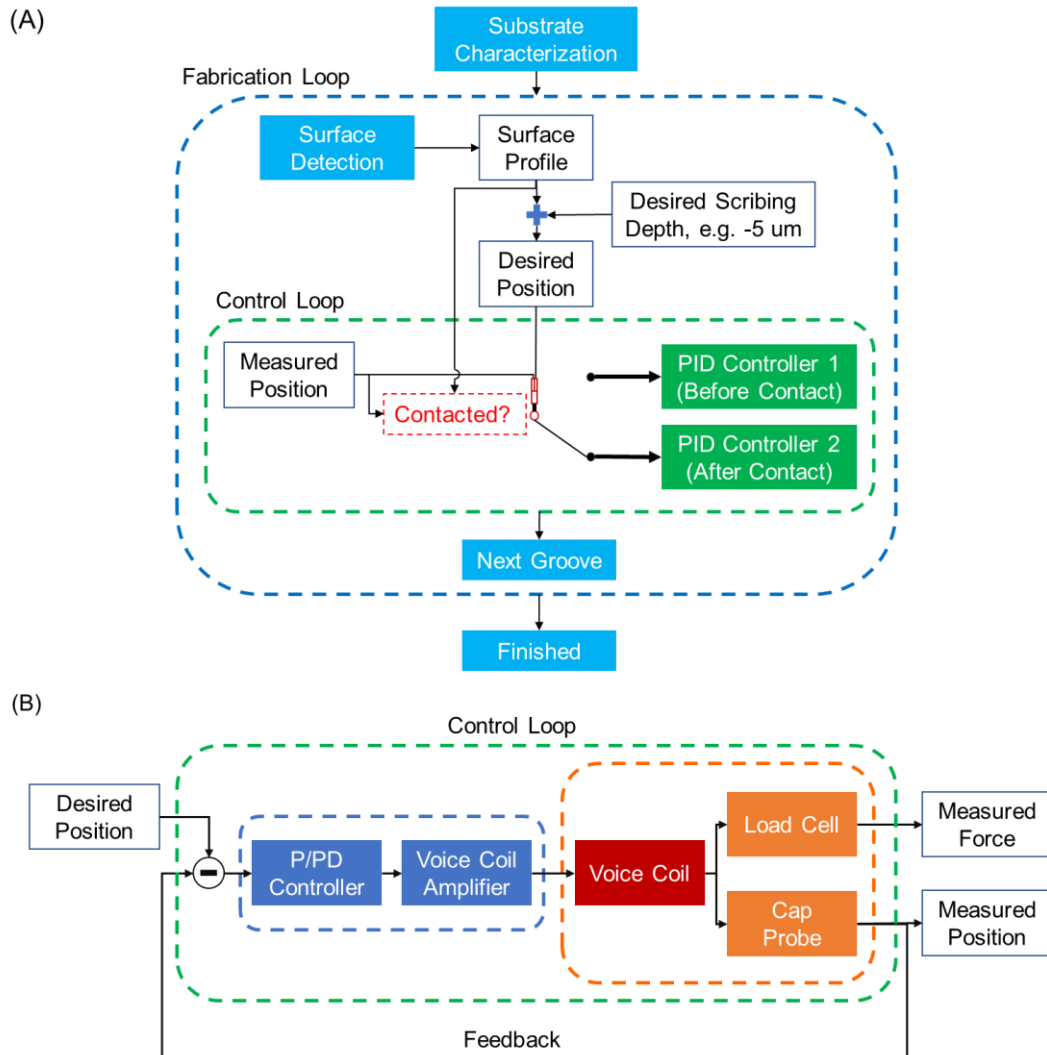 (A)
Substrate
Characterization
Fabrication Loop
Surface
Detection
Surface
Profile
Desired Scribing
Depth, e.g. -5 um
Desired
Position
Control Loop
Measured
Position
Contacted?
PID Controller 1
(Before Contact)
PID Controller 2
(After Contact)
Next Groove
Finished
(B)
Control Loop
Desired
Position
P/PD
Controller
Voice Coil
Amplifier
Voice Coil
Load Cell
Cap
Probe
Measured
Force
Measured
Position
Feedback